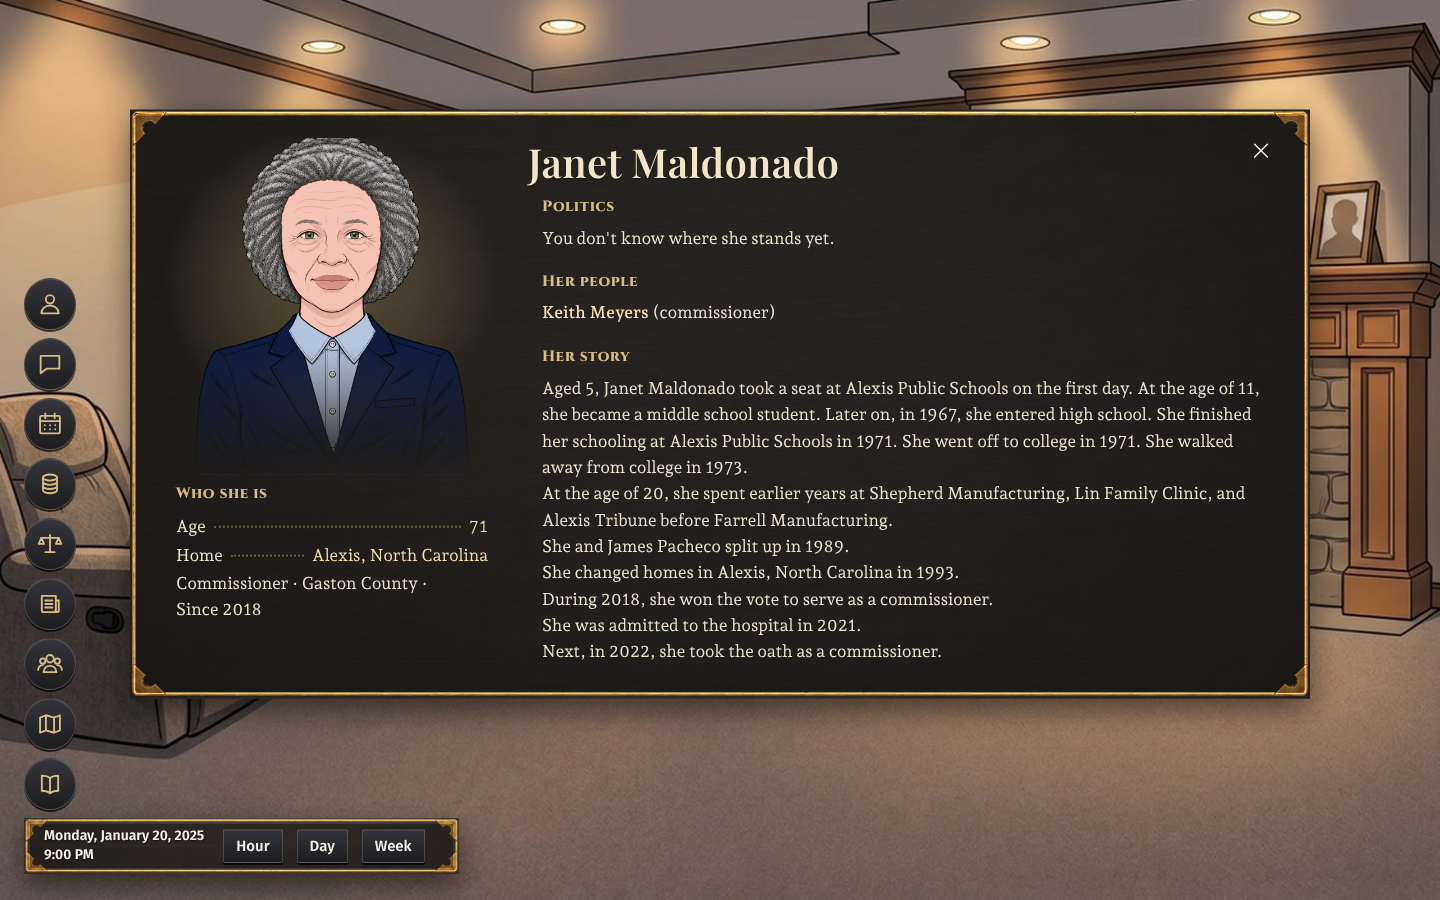 Janet Maldonado
Politics
You don't know where she stands yet.
Her people
Keith Meyers (commissioner)
Her story
Aged 5, Janet Maldonado took a seat at Alexis Public Schools on the first day. At the age of 11,
she became a middle school student. Later on, in 1967, she entered high school. She finished
her schooling at Alexis Public Schools in 1971. She went off to college in 1971. She walked
away from college in 1973.
At the age of 20, she spent earlier years at Shepherd Manufacturing, Lin Family Clinic, and
Alexis Tribune before Farrell Manufacturing.
She and James Pacheco split up in 1989.
She changed homes in Alexis, North Carolina in 1993.
During 2018, she won the vote to serve as a commissioner.
She was admitted to the hospital in 2021.
Next, in 2022, she took the oath as a commissioner.
Who she is
Age 71
Home Alexis, North Carolina
Commissioner · Gaston County ·
Since 2018
Monday, January 20, 2025
9:00 PM
Hour
Day
Week